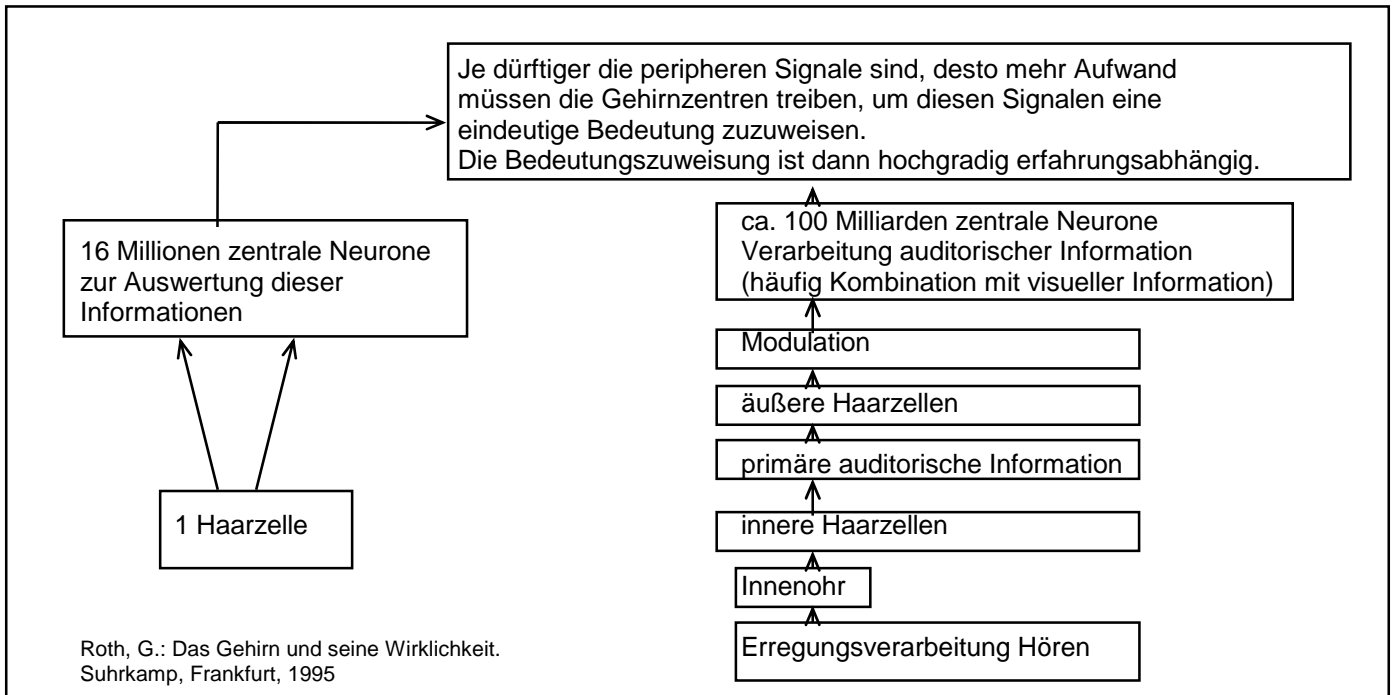 Je dürftiger die peripheren Signale sind, desto mehr Aufwand
müssen die Gehirnzentren treiben, um diesen Signalen eine
eindeutige Bedeutung zuzuweisen.
Die Bedeutungszuweisung ist dann hochgradig erfahrungsabhängig.
16 Millionen zentrale Neurone
zur Auswertung dieser
Informationen
1 Haarzelle
ca. 100 Milliarden zentrale Neurone
Verarbeitung auditorischer Information
(häufig Kombination mit visueller Information)
Modulation
äußere Haarzellen
primäre auditorische Information
innere Haarzellen
Innenohr
Erregungsverarbeitung Hören
Roth, G.: Das Gehirn und seine Wirklichkeit.
Suhrkamp, Frankfurt, 1995